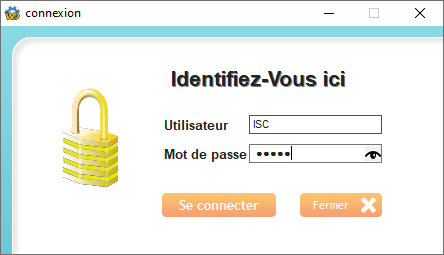 connexion
Identifiez-Vous ici
Utilisateur ISC
Mot de passe •••••
Se connecter Fermer